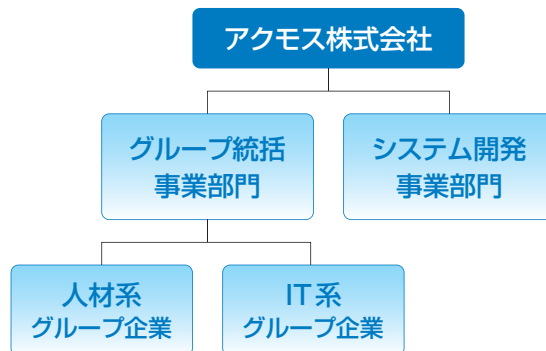 アクモス株式会社
グループ統括
事業部門
システム開発
事業部門
人材系
グループ企業
IT系
グループ企業